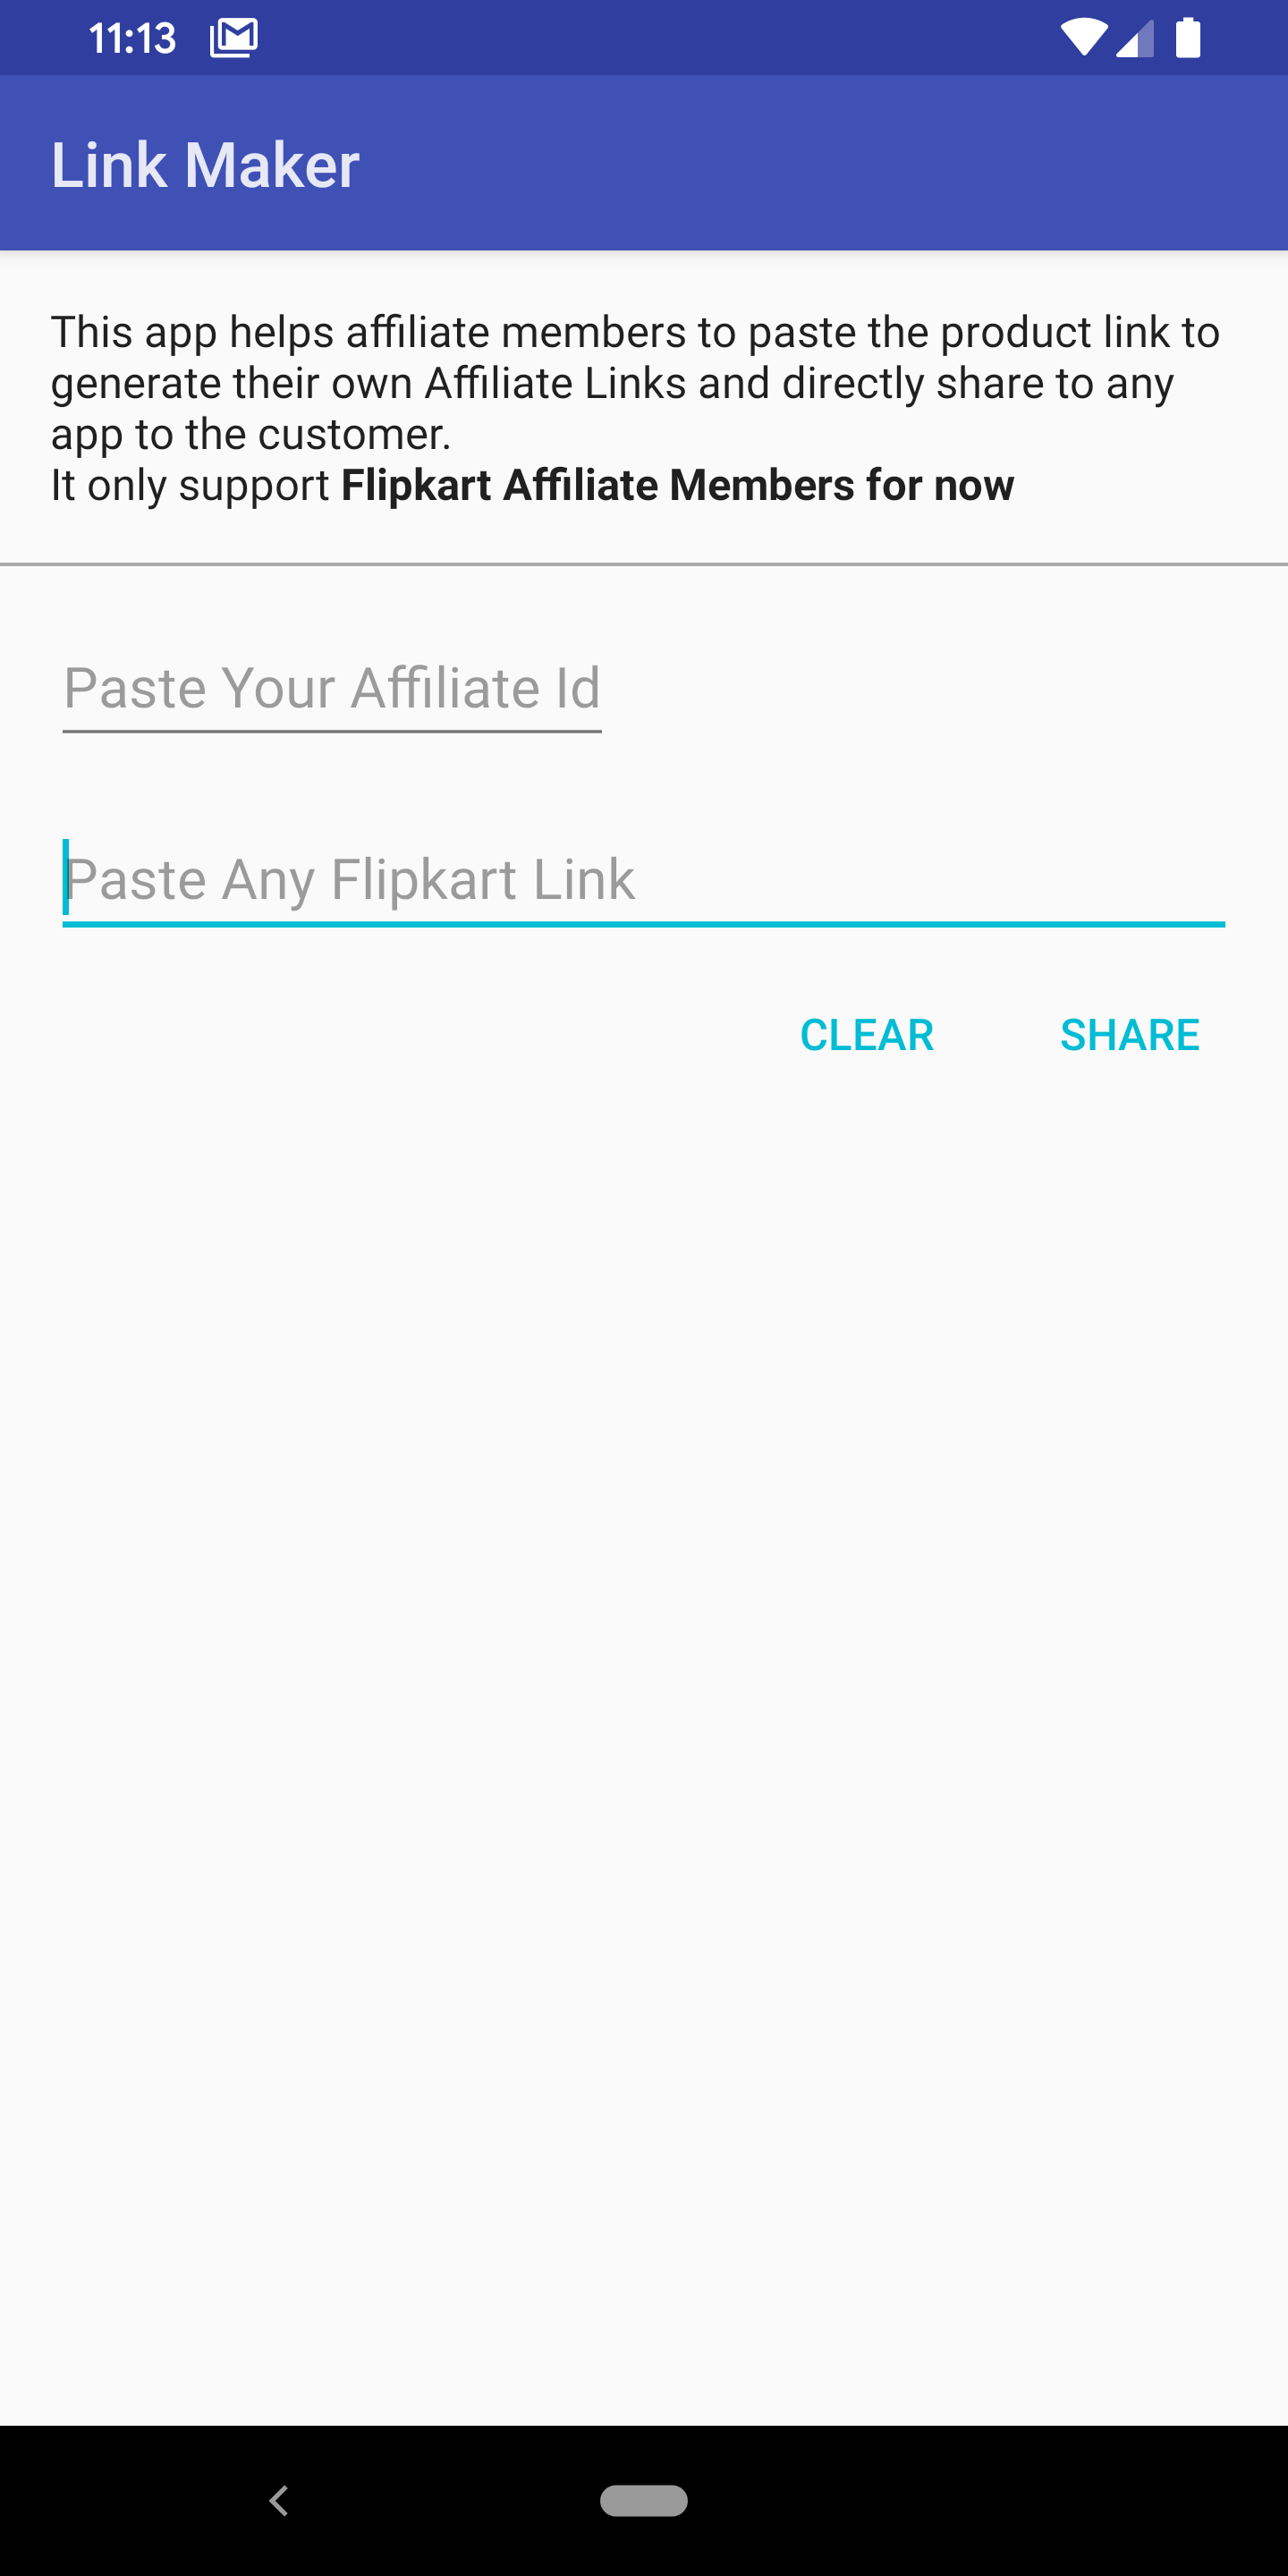 11:13
Link Maker
This app helps affiliate members to paste the product link to
generate their own Affiliate Links and directly share to any
app to the customer.
It only support Flipkart Affiliate Members for now
Paste Your Affiliate Id
Paste Any Flipkart Link
CLEAR SHARE